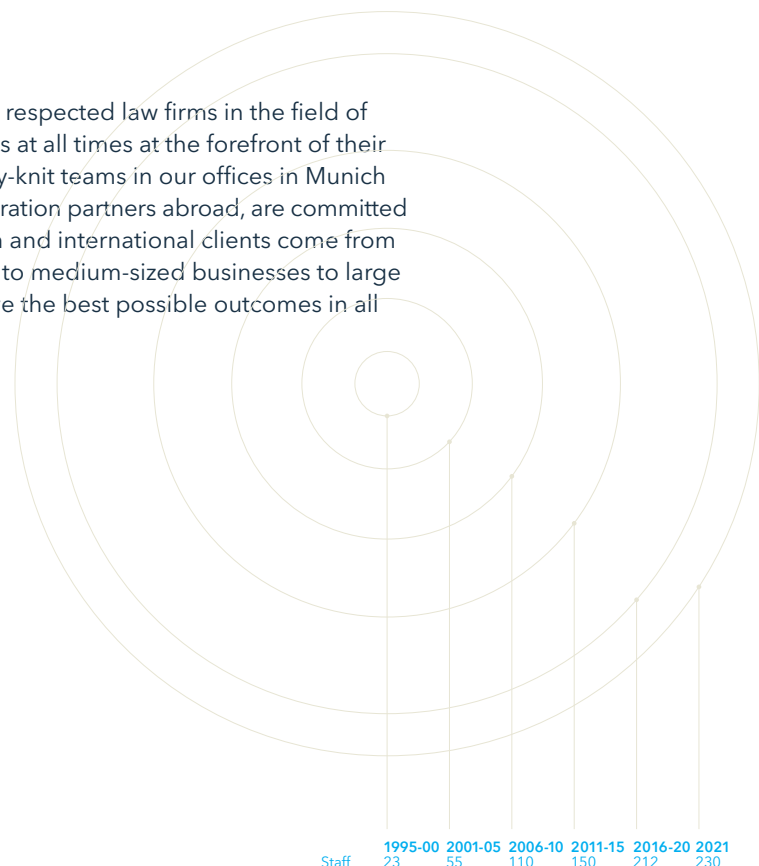 respected law firms in the field of
s at all times at the forefront of their
y-knit teams in our offices in Munich
ration partners abroad, are committed
and international clients come from
to medium-sized businesses to large
e the best possible outcomes in all
1995-00 2001-05 2006-10 2011-15 2016-20 2021
Staff 23 55 110 150 212 230